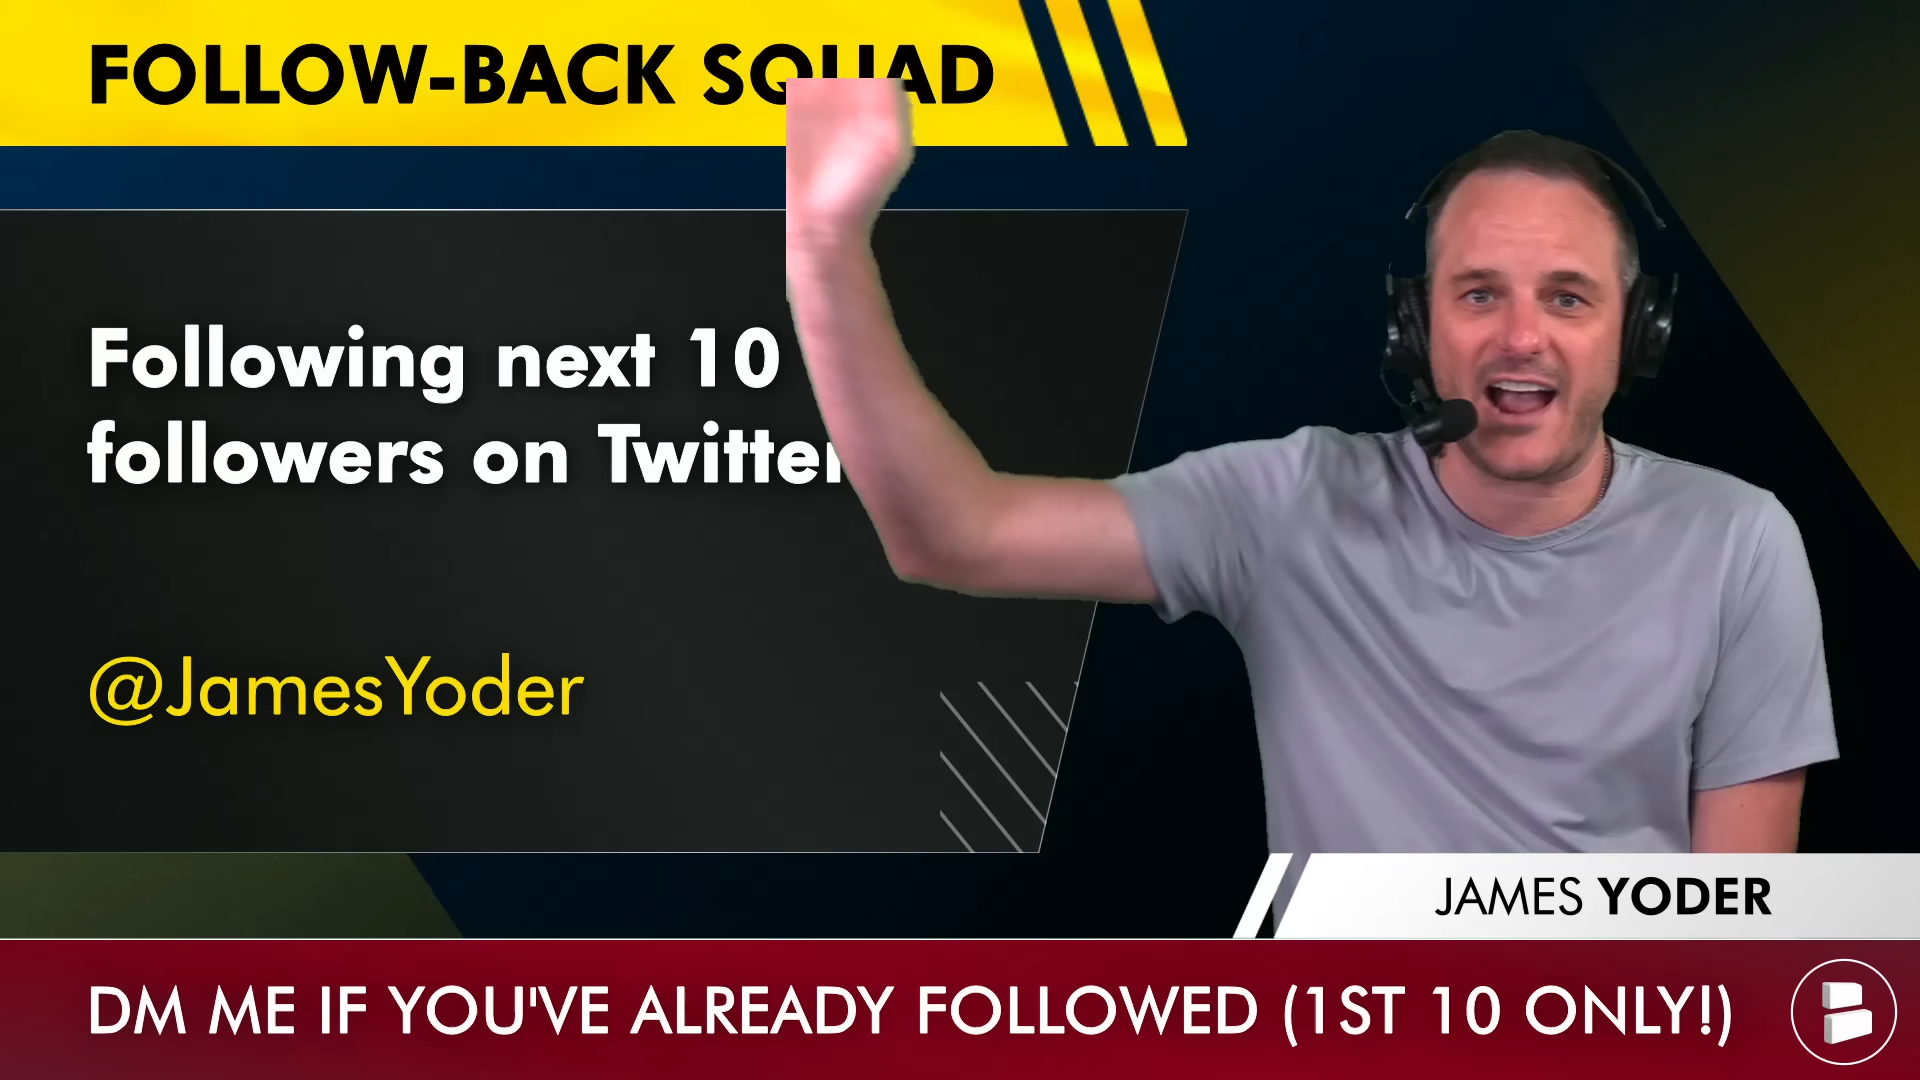 FOLLOW-BACK SQUAD
Following next 10
followers on Twitter
@JamesYoder
JAMES YODER
DM ME IF YOU'VE ALREADY FOLLOWED (1ST 10 ONLY!)